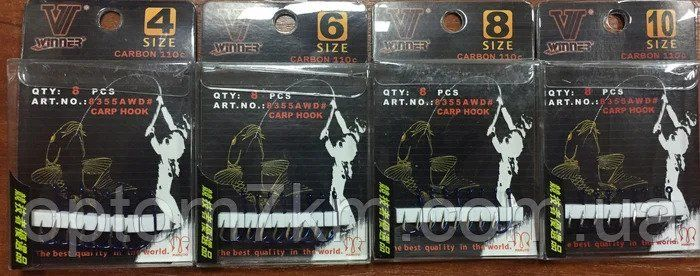 V
WINNER
4
SIZE
CARBON 110c
QTY: 8 PCS
ART.NO.:8355AWD#
CARP HOOK
The best quality in the world.
V
WINNER
6
SIZE
CARBON 110c
QTY: 8 PCS
ART.NO.:8355AWD#
CARP HOOK
The best quality in the world.
V
WINNER
8
SIZE
CARBON 110c
QTY: 8 PCS
ART.NO.:8355AWD#
CARP HOOK
The best quality in the world.
V
WINNER
10
SIZE
CARBON 110c
QTY: 8 PCS
ART.NO.:8355AWD#
CARP HOOK
The best quality in the world.
optom7km.com.ua